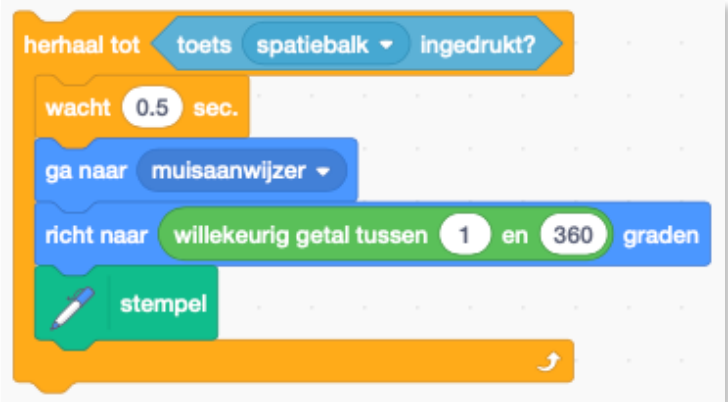 herhaal tot toets spatiebalk ingedrukt?
wacht 0.5 sec.
ga naar muisaanwijzer
richt naar willekeurig getal tussen 1 en 360 graden
stempel